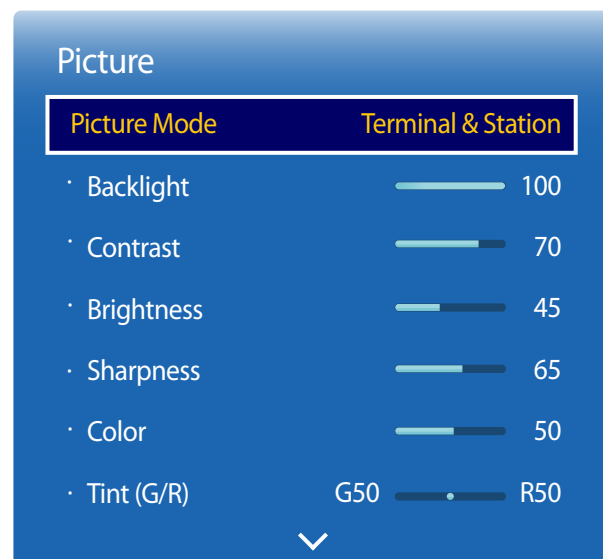 Picture
Picture Mode Terminal & Station
· Backlight 100
· Contrast 70
· Brightness 45
· Sharpness 65
· Color 50
· Tint (G/R) G50 R50